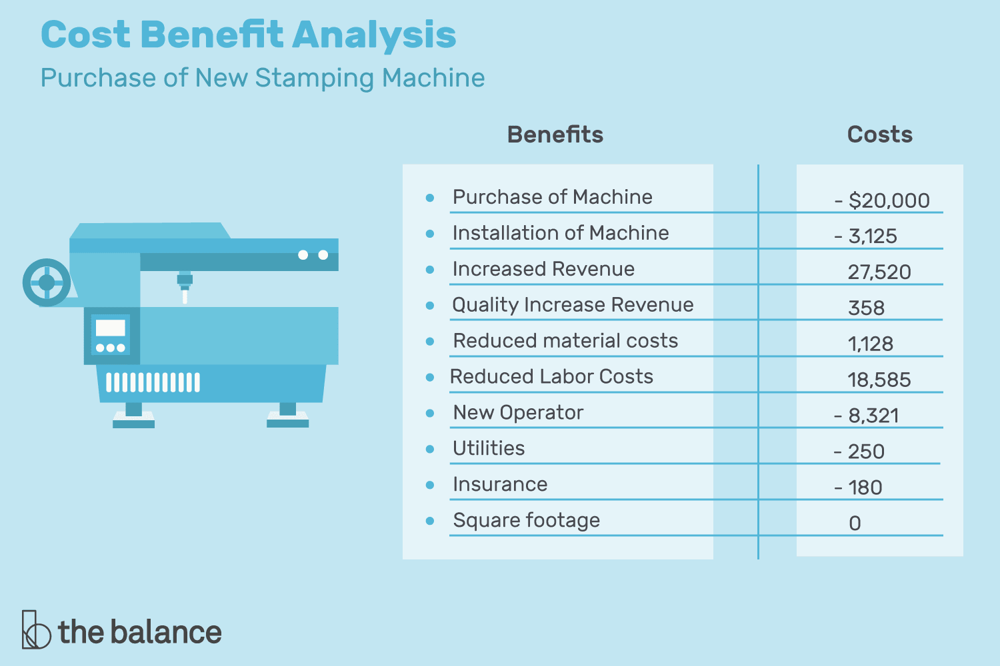 Cost Benefit Analysis
Purchase of New Stamping Machine
Benefits Costs
• Purchase of Machine - $20,000
• Installation of Machine - 3,125
• Increased Revenue 27,520
• Quality Increase Revenue 358
• Reduced material costs 1,128
• Reduced Labor Costs 18,585
• New Operator - 8,321
• Utilities - 250
• Insurance - 180
• Square footage 0
the balance